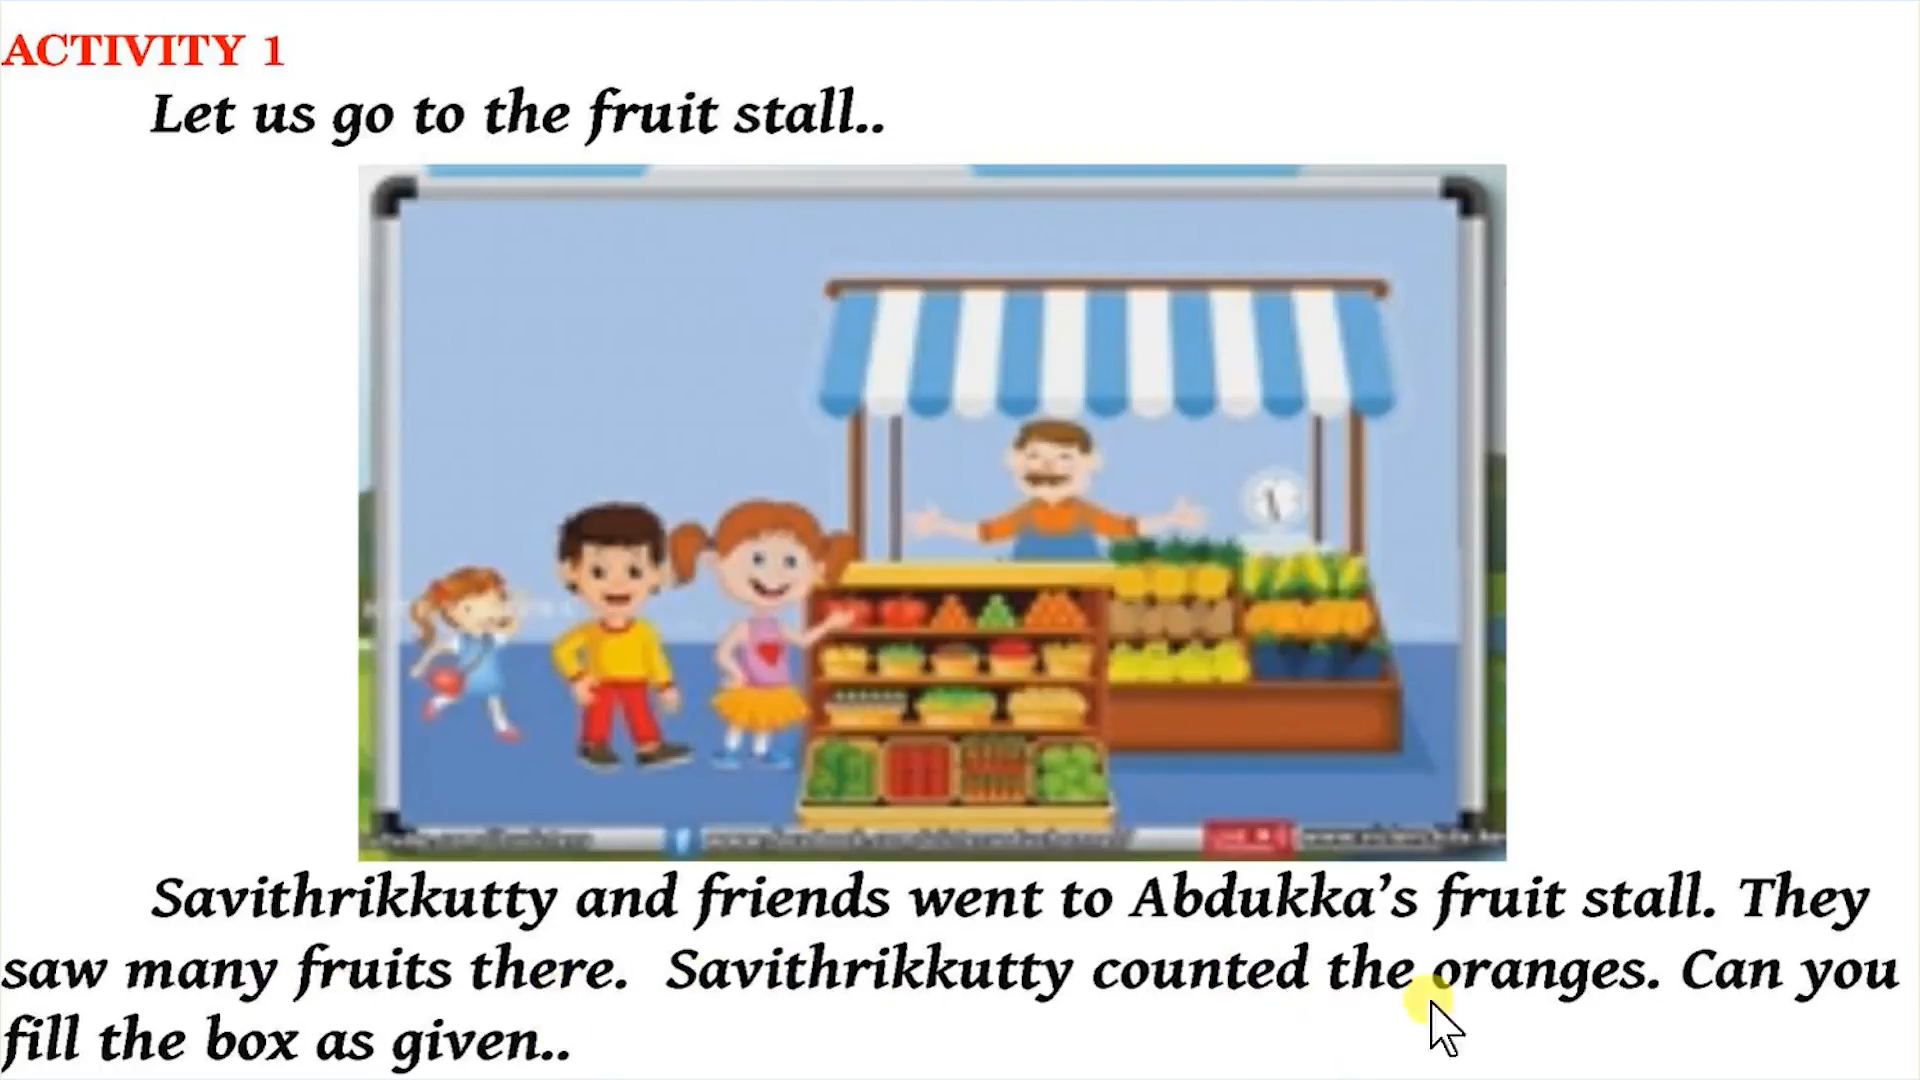 ACTIVITY 1
Let us go to the fruit stall..
Savithrikkutty and friends went to Abdukka's fruit stall. They
saw many fruits there. Savithrikkutty counted the oranges. Can you
fill the box as given..